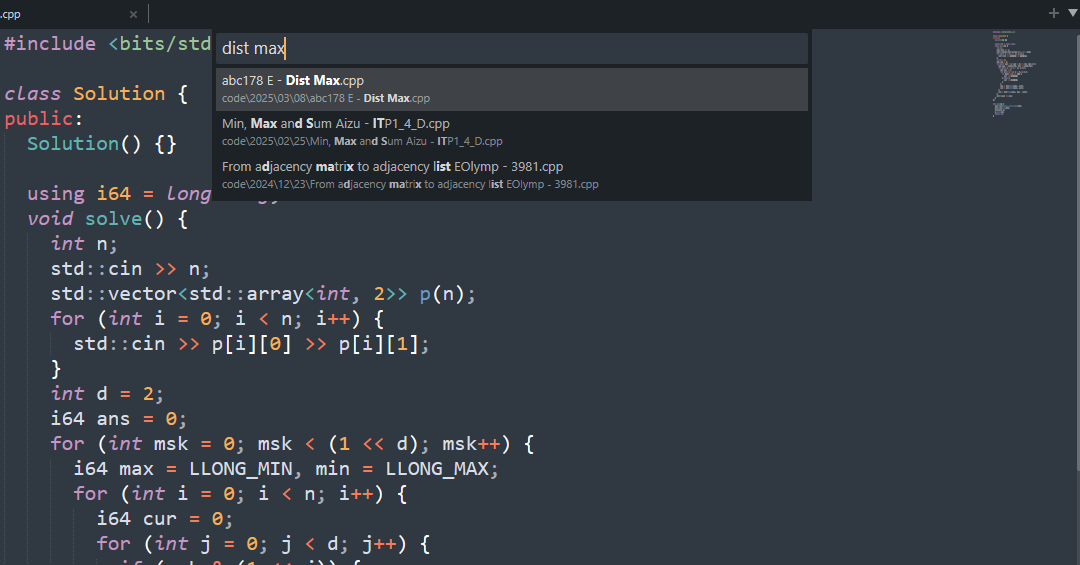 .cpp
dist max
abc178 E - Dist Max.cpp
code\2025\03\08\abc178 E - Dist Max.cpp
Min, Max and Sum Aizu - ITP1_4_D.cpp
code\2025\02\25\Min, Max and Sum Aizu - ITP1_4_D.cpp
From adjacency matrix to adjacency list EOlymp - 3981.cpp
code\2024\12\23\From adjacency matrix to adjacency list EOlymp - 3981.cpp
#include <bits/std
class Solution {
public:
  Solution() {}
  using i64 = long
  void solve() {
    int n;
    std::cin >> n;
    std::vector<std::array<int, 2>> p(n);
    for (int i = 0; i < n; i++) {
      std::cin >> p[i][0] >> p[i][1];
    }
    int d = 2;
    i64 ans = 0;
    for (int msk = 0; msk < (1 << d); msk++) {
      i64 max = LLONG_MIN, min = LLONG_MAX;
      for (int i = 0; i < n; i++) {
        i64 cur = 0;
        for (int j = 0; j < d; j++) {